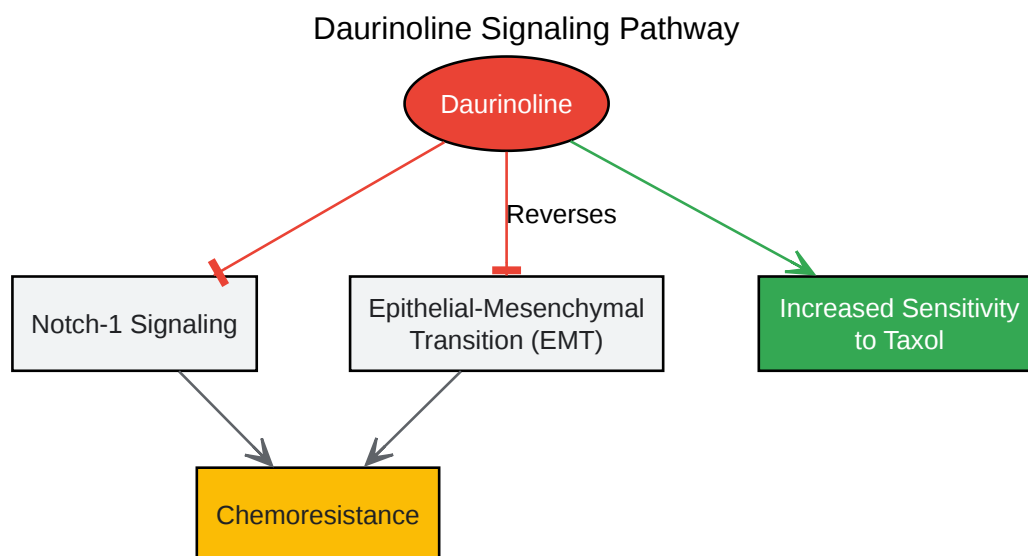 Daurinoline Signaling Pathway
Daurinoline
Reverses
Notch-1 Signaling
Epithelial-Mesenchymal
Transition (EMT)
Increased Sensitivity
to Taxol
Chemoresistance